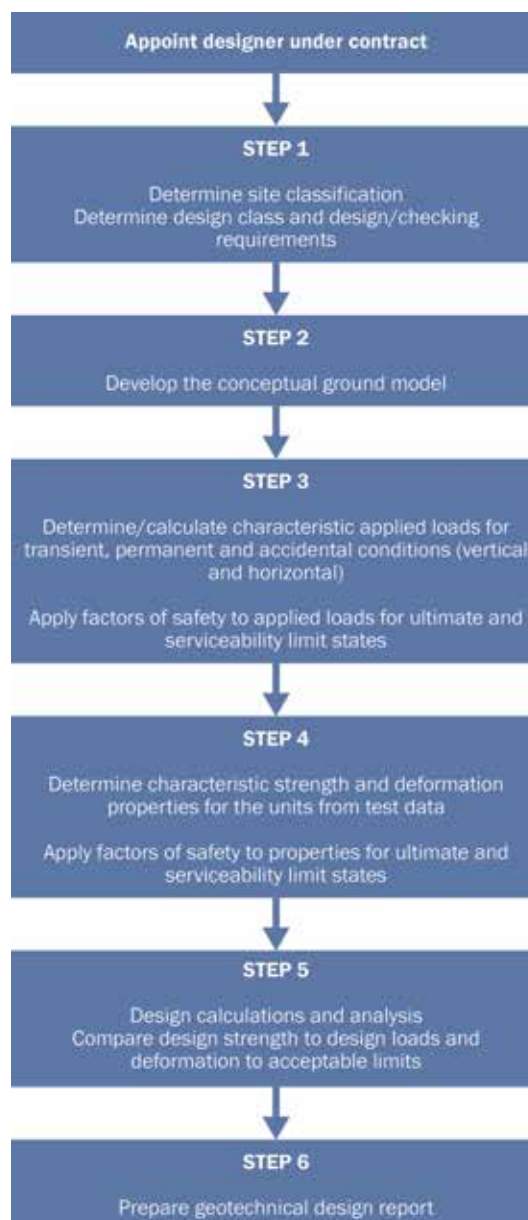 Appoint designer under contract
STEP 1
Determine site classification
Determine design class and design/checking
requirements
STEP 2
Develop the conceptual ground model
STEP 3
Determine/calculate characteristic applied loads for
transient, permanent and accidental conditions (vertical
and horizontal)
Apply factors of safety to applied loads for ultimate and
serviceability limit states
STEP 4
Determine characteristic strength and deformation
properties for the units from test data
Apply factors of safety to properties for ultimate and
serviceability limit states
STEP 5
Design calculations and analysis
Compare design strength to design loads and
deformation to acceptable limits
STEP 6
Prepare geotechnical design report